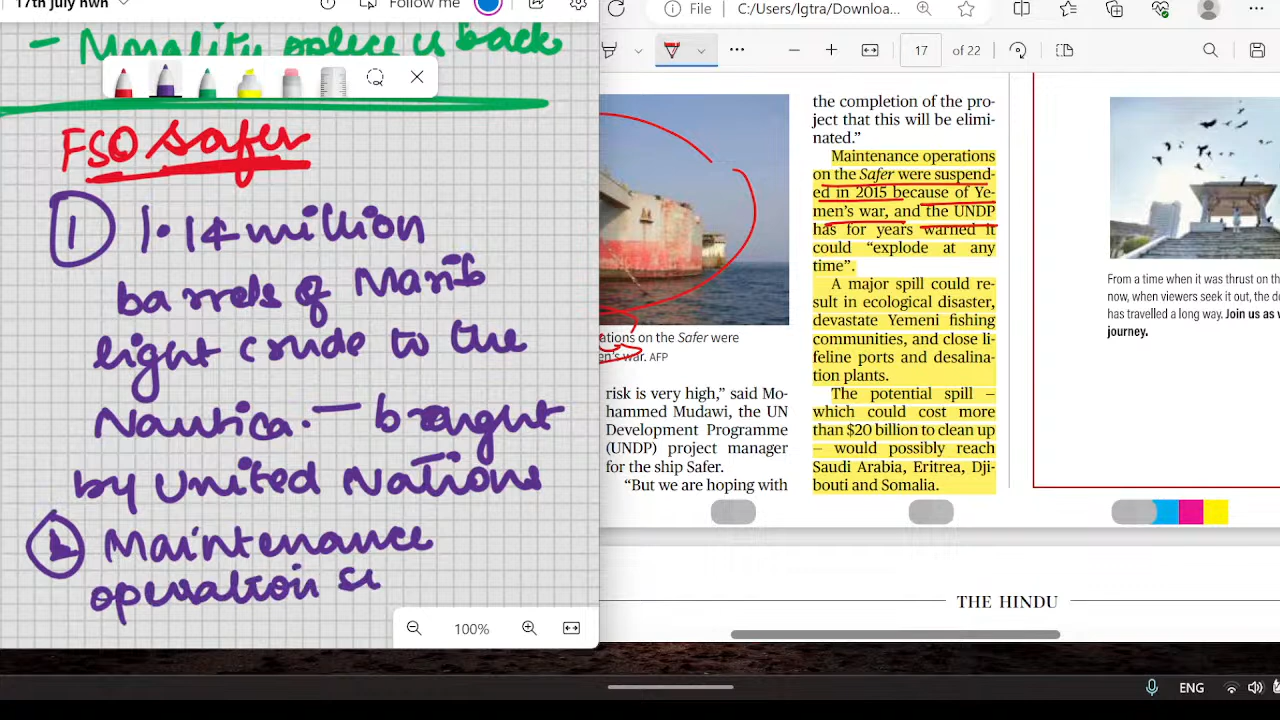 17th July nwh
Follow me
- Morality police is back
FSO safer
1 1.14 million
barrels of Marib
light crude to the
Nautica. - brought
by United Nations
2 Maintenance
operation su
100%
File
C:/Users/lgtra/Downloa...
17 of 22
ations on the Safer were
en's war. AFP
risk is very high,” said Mo-
hammed Mudawi, the UN
Development Programme
(UNDP) project manager
for the ship Safer.
“But we are hoping with
the completion of the pro-
ject that this will be elimi-
nated.”
Maintenance operations
on the Safer were suspend-
ed in 2015 because of Ye-
men’s war, and the UNDP
has for years warned it
could “explode at any
time”.
A major spill could re-
sult in ecological disaster,
devastate Yemeni fishing
communities, and close li-
feline ports and desalina-
tion plants.
The potential spill —
which could cost more
than $20 billion to clean up
— would possibly reach
Saudi Arabia, Eritrea, Dji-
bouti and Somalia.
From a time when it was thrust on th
now, when viewers seek it out, the d
has travelled a long way. Join us as w
journey.
THE HINDU
ENG